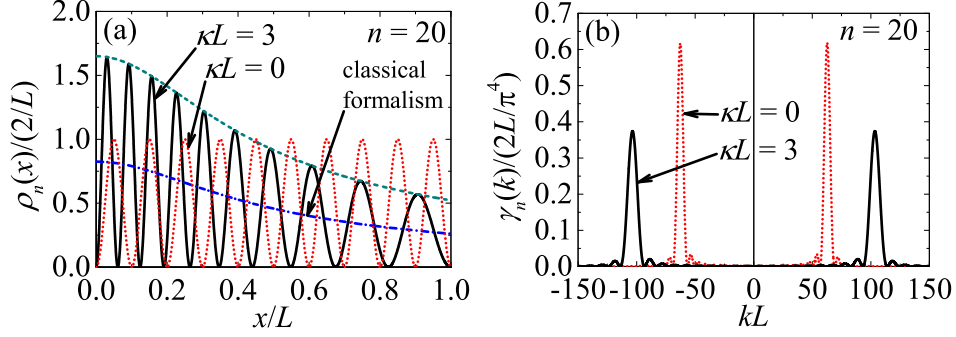 (a)
κL = 3
n = 20
κL = 0
classical
formalism
ρₙ(x)/(2/L)
2.0
1.5
1.0
0.5
0.0
0.0 0.2 0.4 0.6 0.8 1.0
x/L
(b)
n = 20
κL = 0
κL = 3
γₙ(k)/(2L/π⁴)
0.7
0.6
0.5
0.4
0.3
0.2
0.1
0.0
-150 -100 -50 0 50 100 150
kL